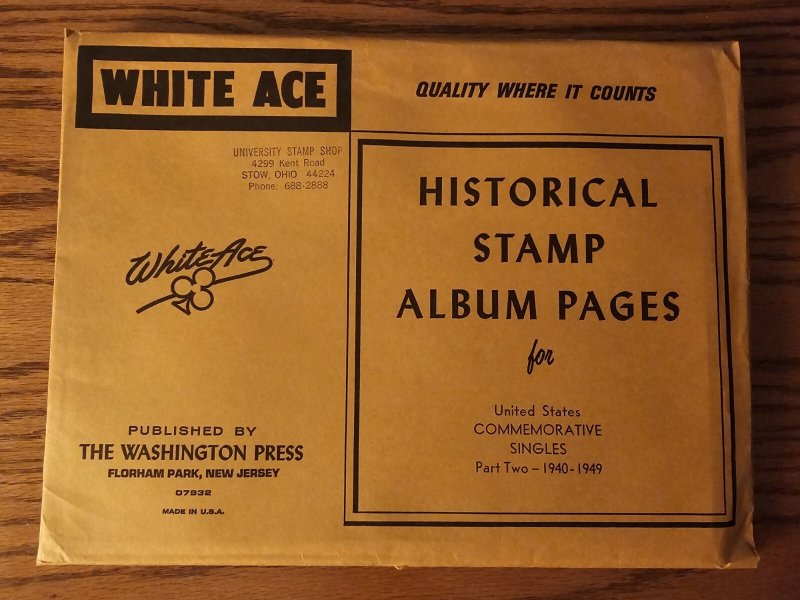 WHITE ACE
QUALITY WHERE IT COUNTS
UNIVERSITY STAMP SHOP
4299 Kent Road
STOW, OHIO 44224
Phone: 688-2888
White Ace
PUBLISHED BY
THE WASHINGTON PRESS
FLORHAM PARK, NEW JERSEY
07932
MADE IN U.S.A.
HISTORICAL
STAMP
ALBUM PAGES
for
United States
COMMEMORATIVE
SINGLES
Part Two – 1940-1949